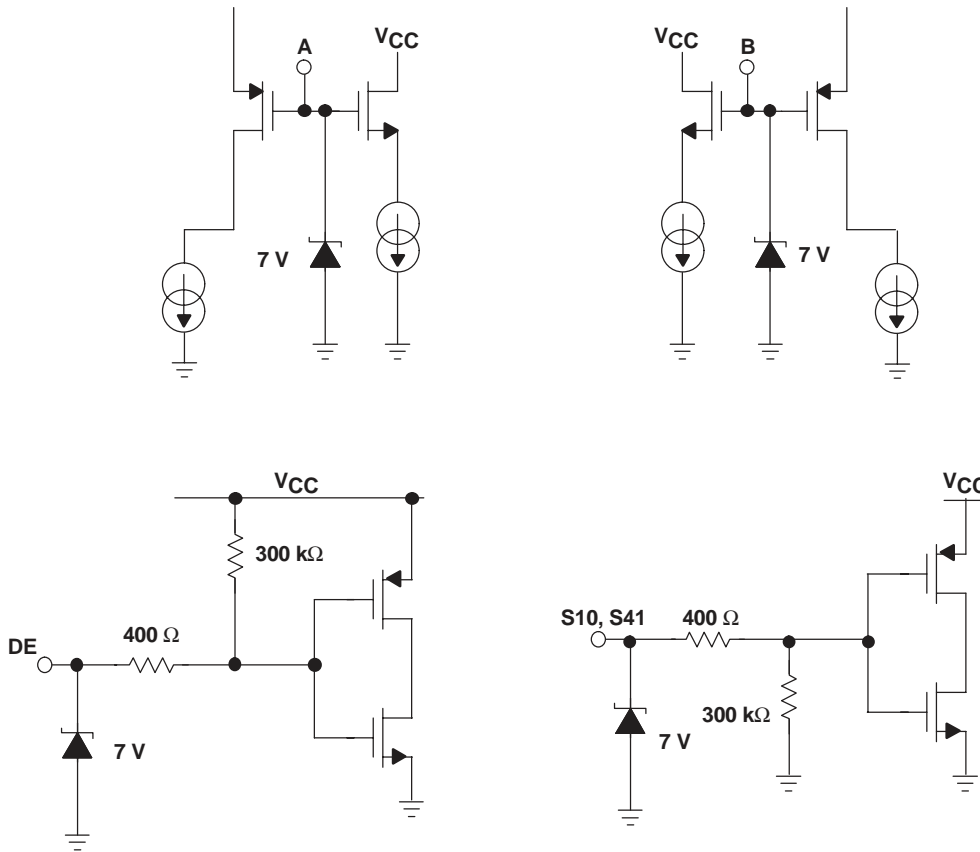 A
VCC
7 V
VCC
B
7 V
VCC
300 kΩ
400 Ω
DE
7 V
VCC
S10, S41
400 Ω
300 kΩ
7 V